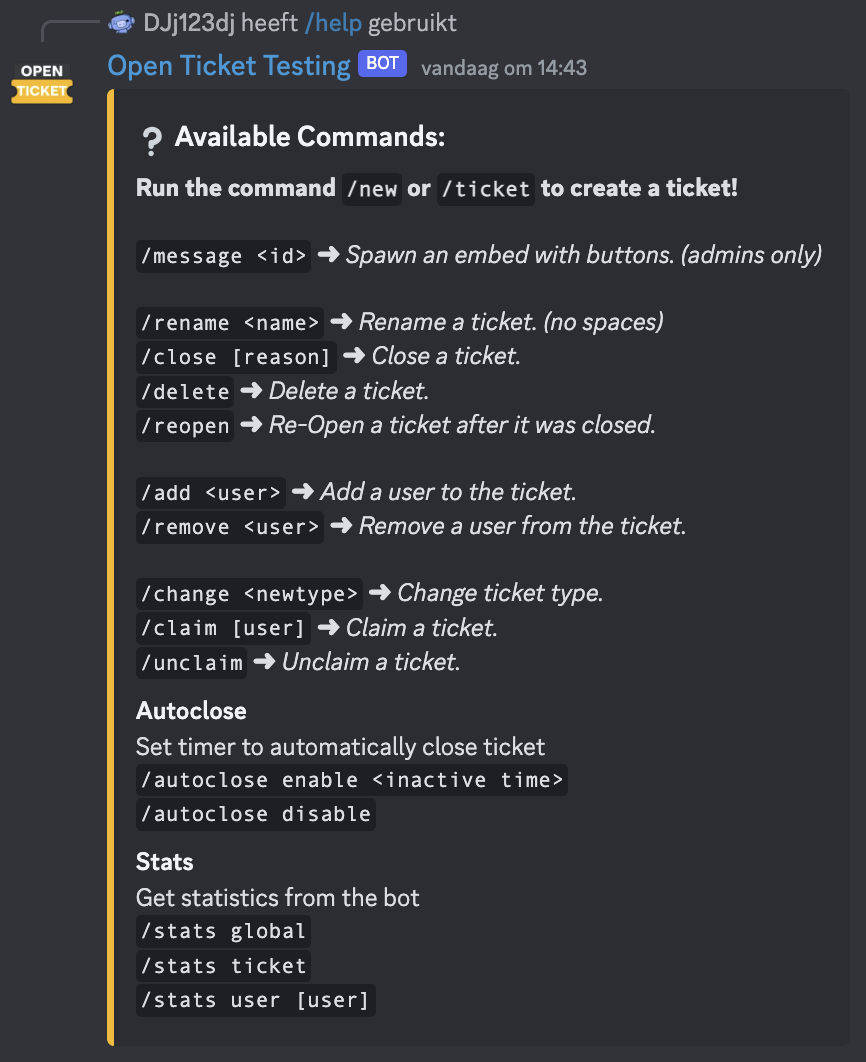 DJj123dj heeft /help gebruikt
OPEN
TICKET
Open Ticket Testing BOT vandaag om 14:43
? Available Commands:
Run the command /new or /ticket to create a ticket!
/message <id> ➜ Spawn an embed with buttons. (admins only)
/rename <name> ➜ Rename a ticket. (no spaces)
/close [reason] ➜ Close a ticket.
/delete ➜ Delete a ticket.
/reopen ➜ Re-Open a ticket after it was closed.
/add <user> ➜ Add a user to the ticket.
/remove <user> ➜ Remove a user from the ticket.
/change <newtype> ➜ Change ticket type.
/claim [user] ➜ Claim a ticket.
/unclaim ➜ Unclaim a ticket.
Autoclose
Set timer to automatically close ticket
/autoclose enable <inactive time>
/autoclose disable
Stats
Get statistics from the bot
/stats global
/stats ticket
/stats user [user]